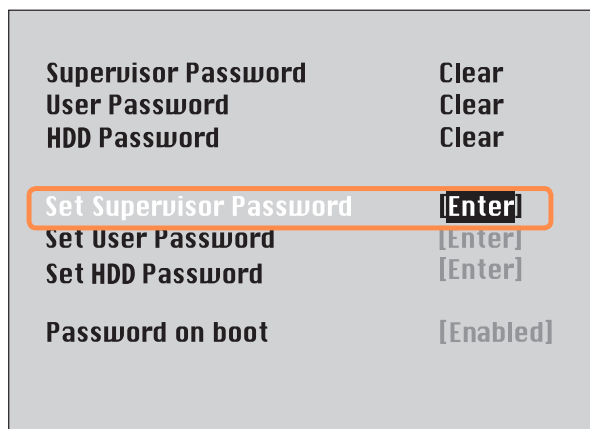 Supervisor Password Clear
User Password Clear
HDD Password Clear
Set Supervisor Password [Enter]
Set User Password [Enter]
Set HDD Password [Enter]
Password on boot [Enabled]